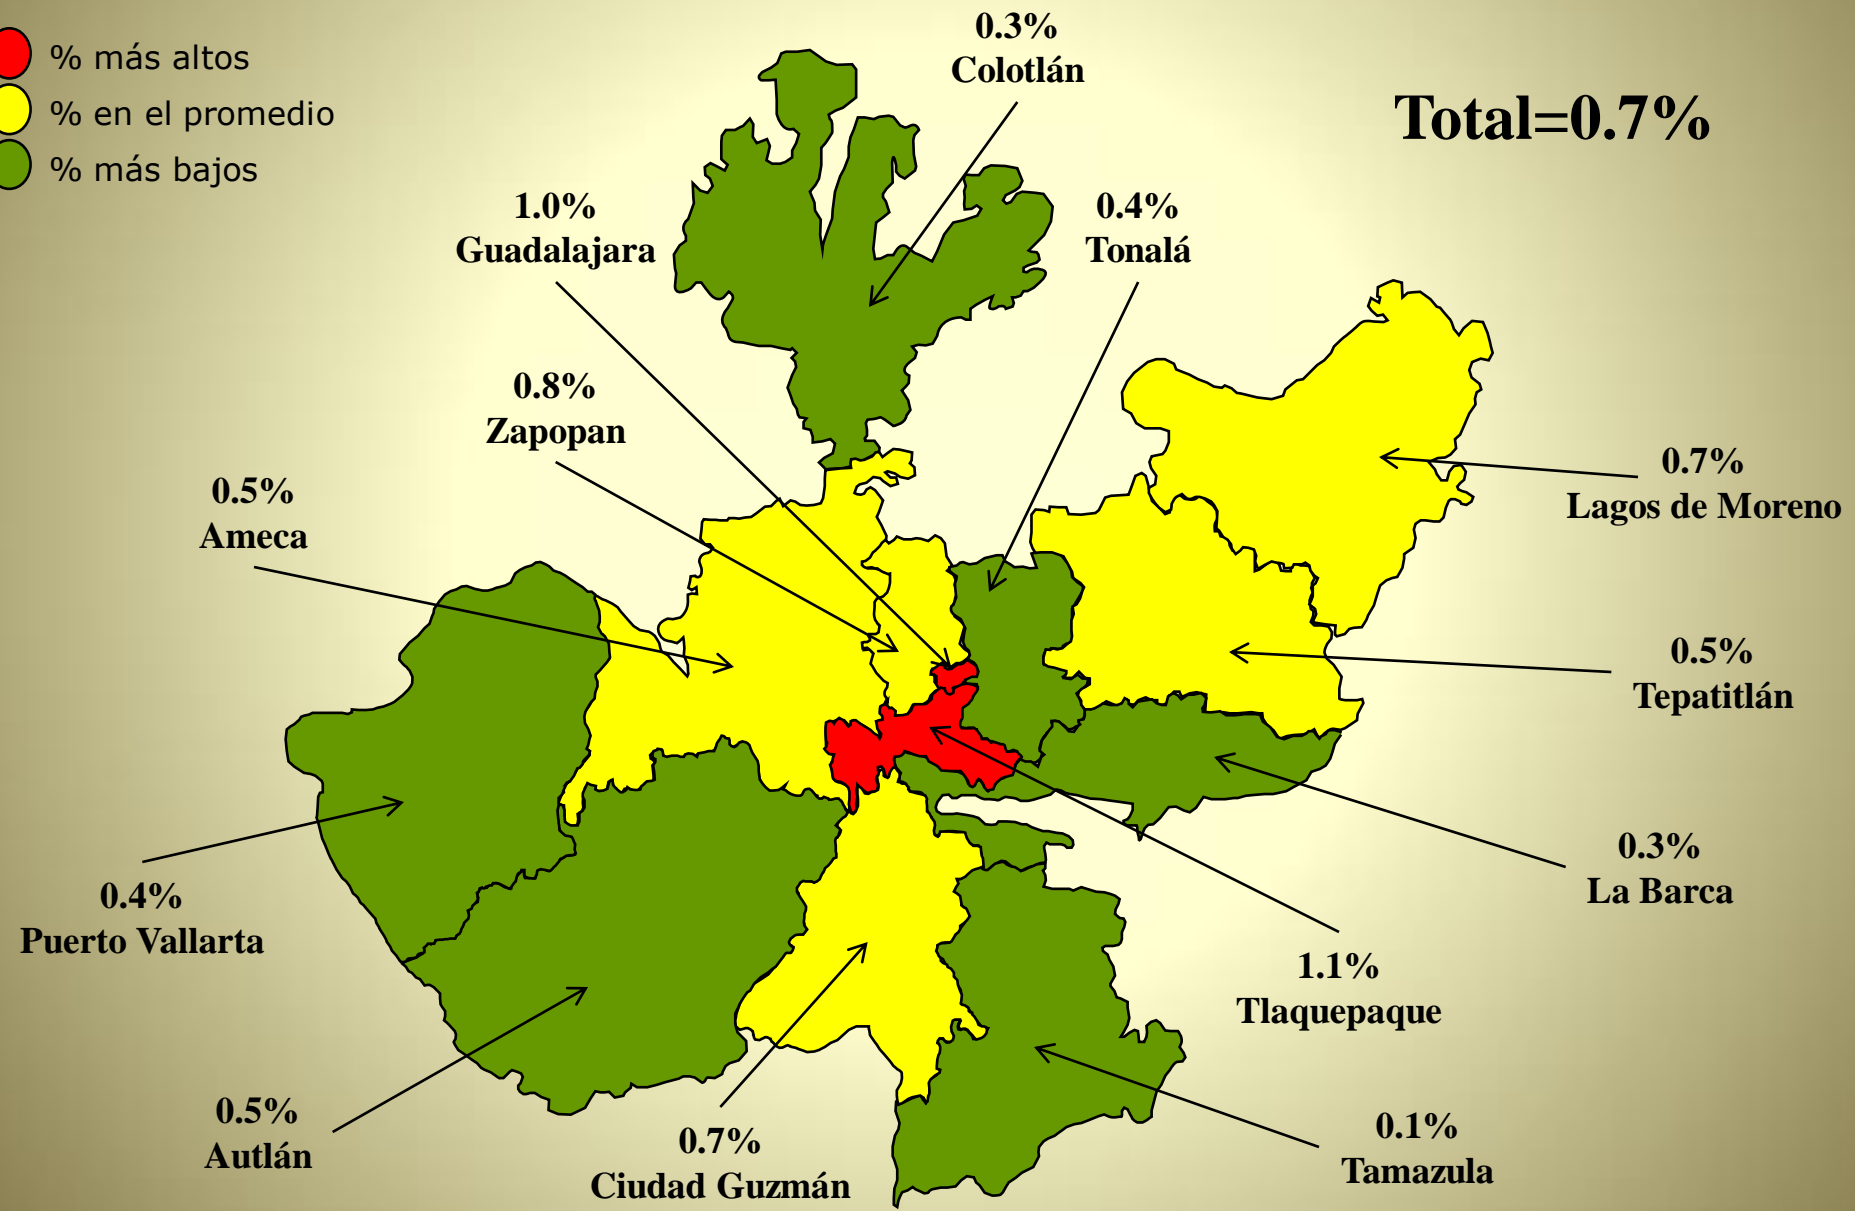 % más altos
% en el promedio
% más bajos
Total=0.7%
0.3%
Colotlán
1.0%
Guadalajara
0.4%
Tonalá
0.8%
Zapopan
0.5%
Ameca
0.7%
Lagos de Moreno
0.5%
Tepatitlán
0.3%
La Barca
0.4%
Puerto Vallarta
1.1%
Tlaquepaque
0.5%
Autlán
0.7%
Ciudad Guzmán
0.1%
Tamazula